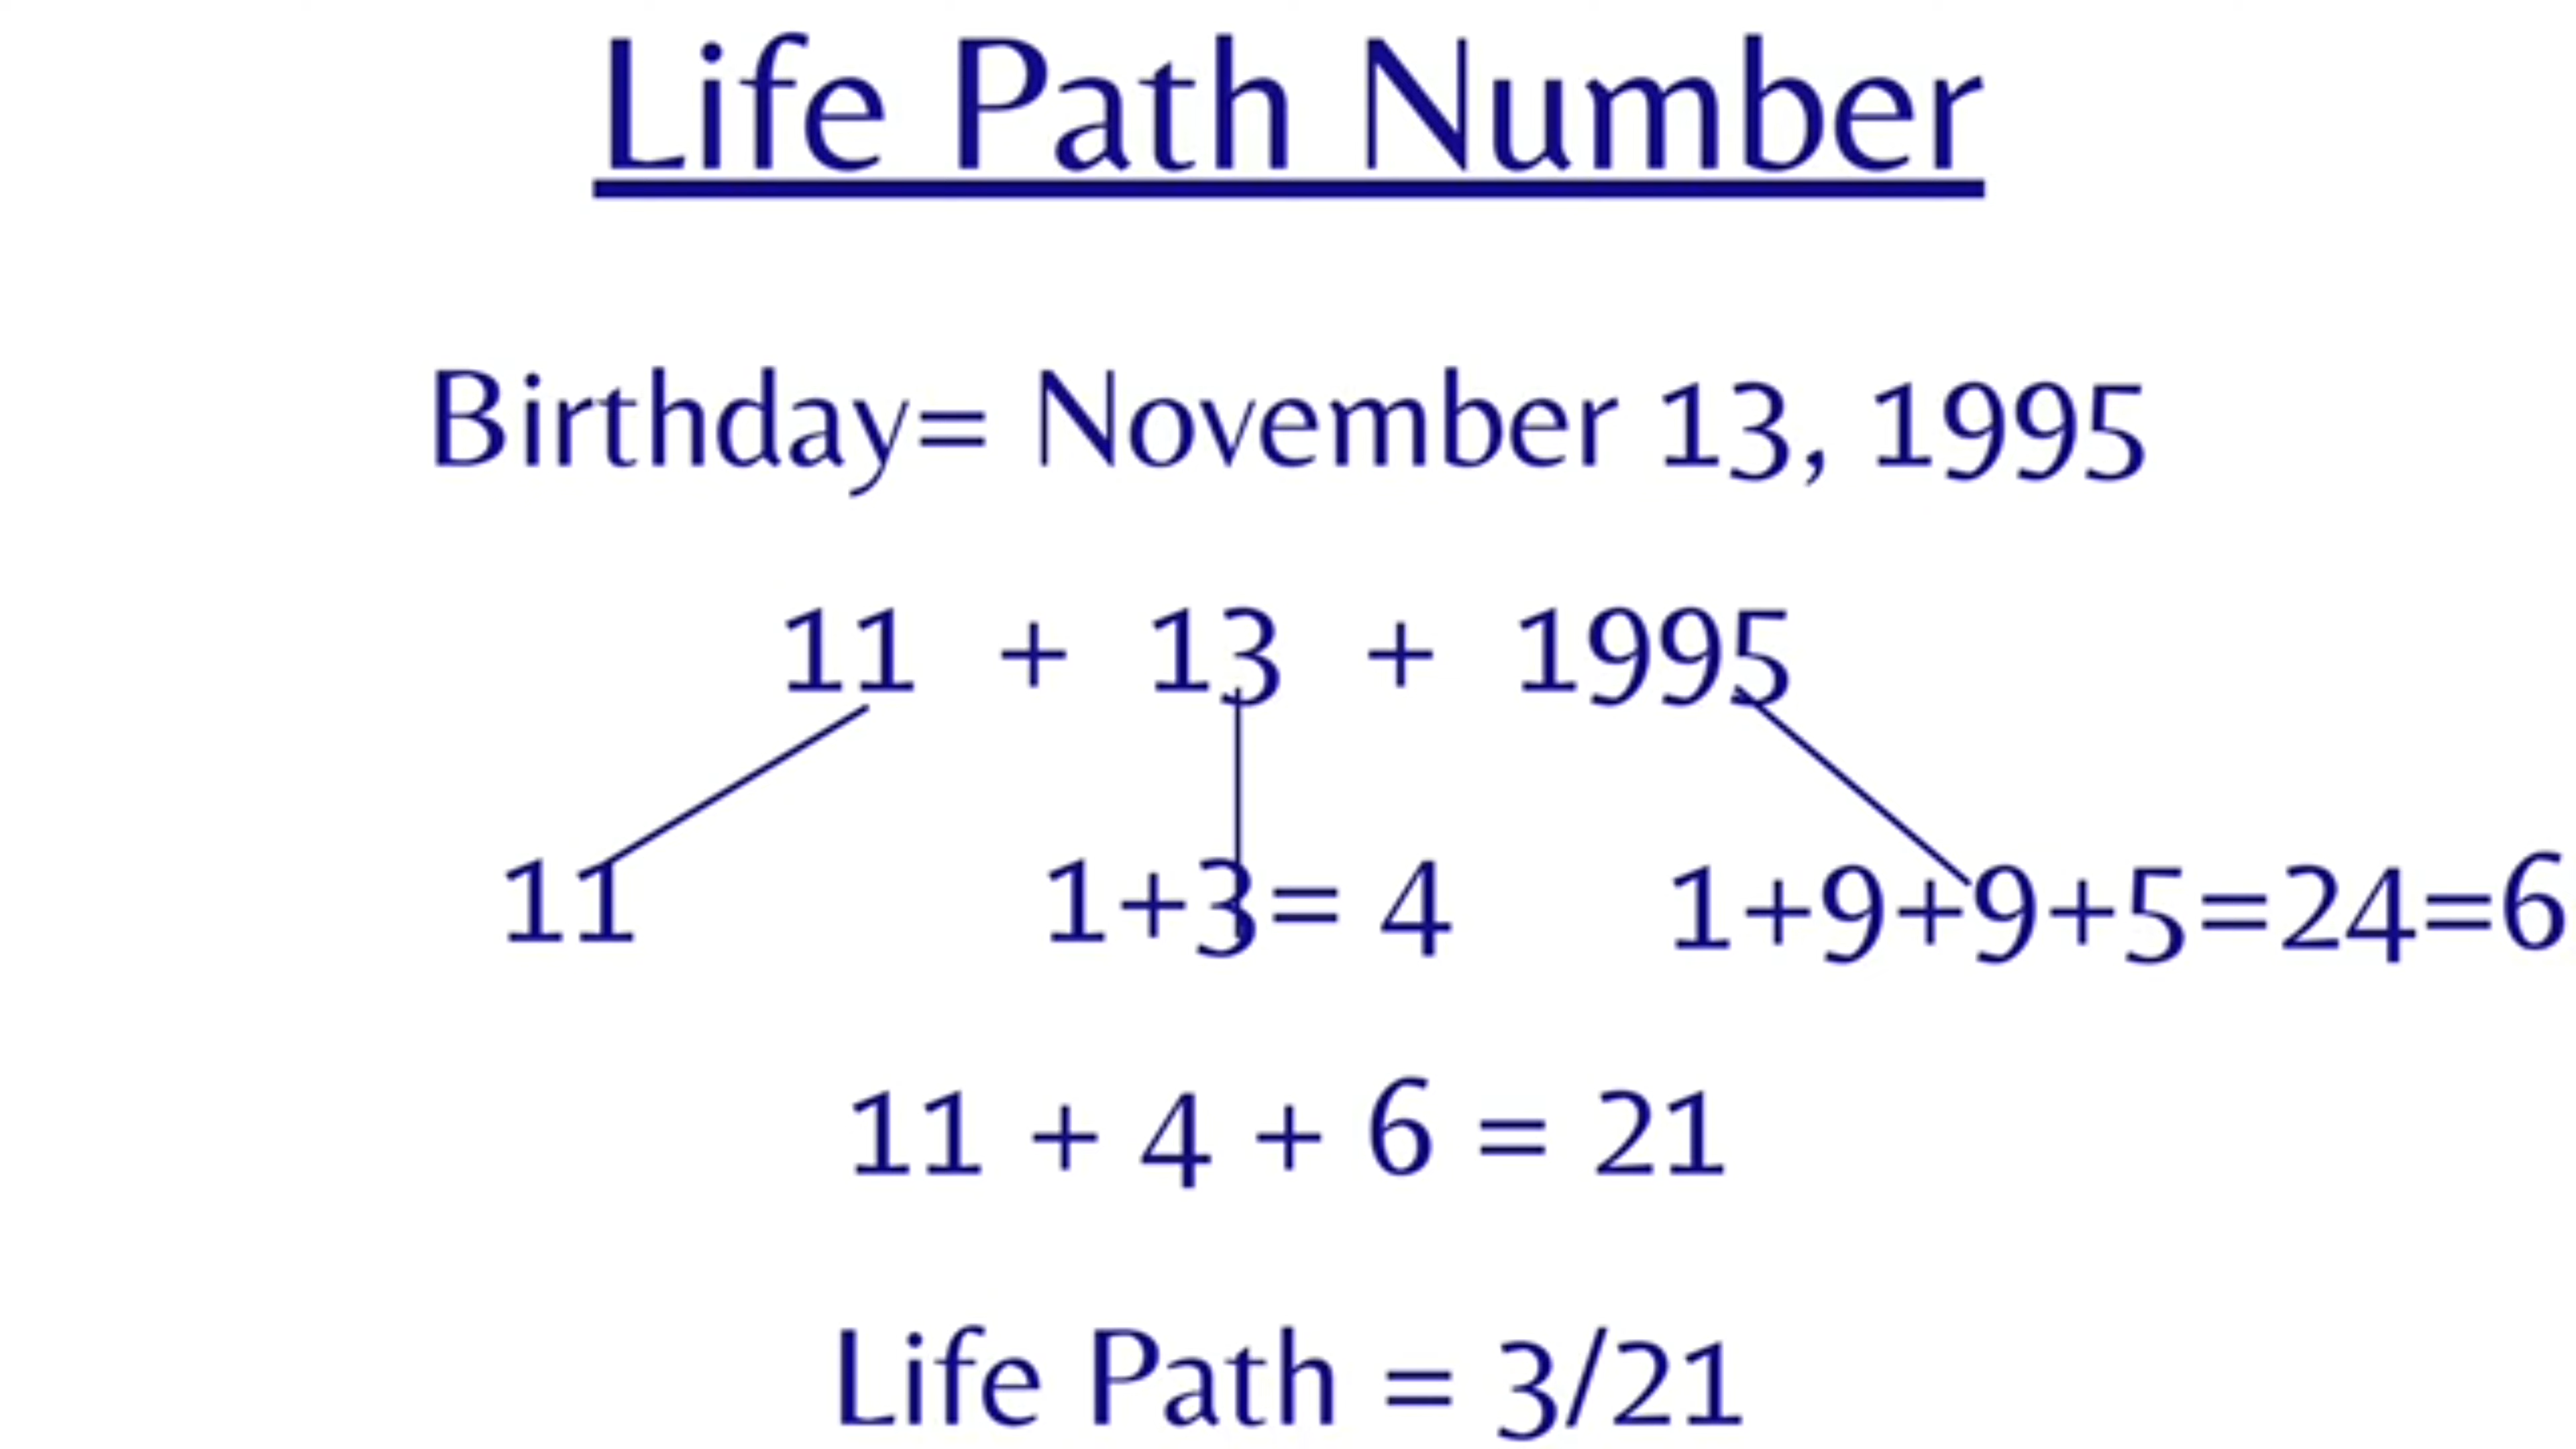 Life Path Number
Birthday= November 13, 1995
11 + 13 + 1995
11 1+3= 4 1+9+9+5=24=6
11 + 4 + 6 = 21
Life Path = 3/21